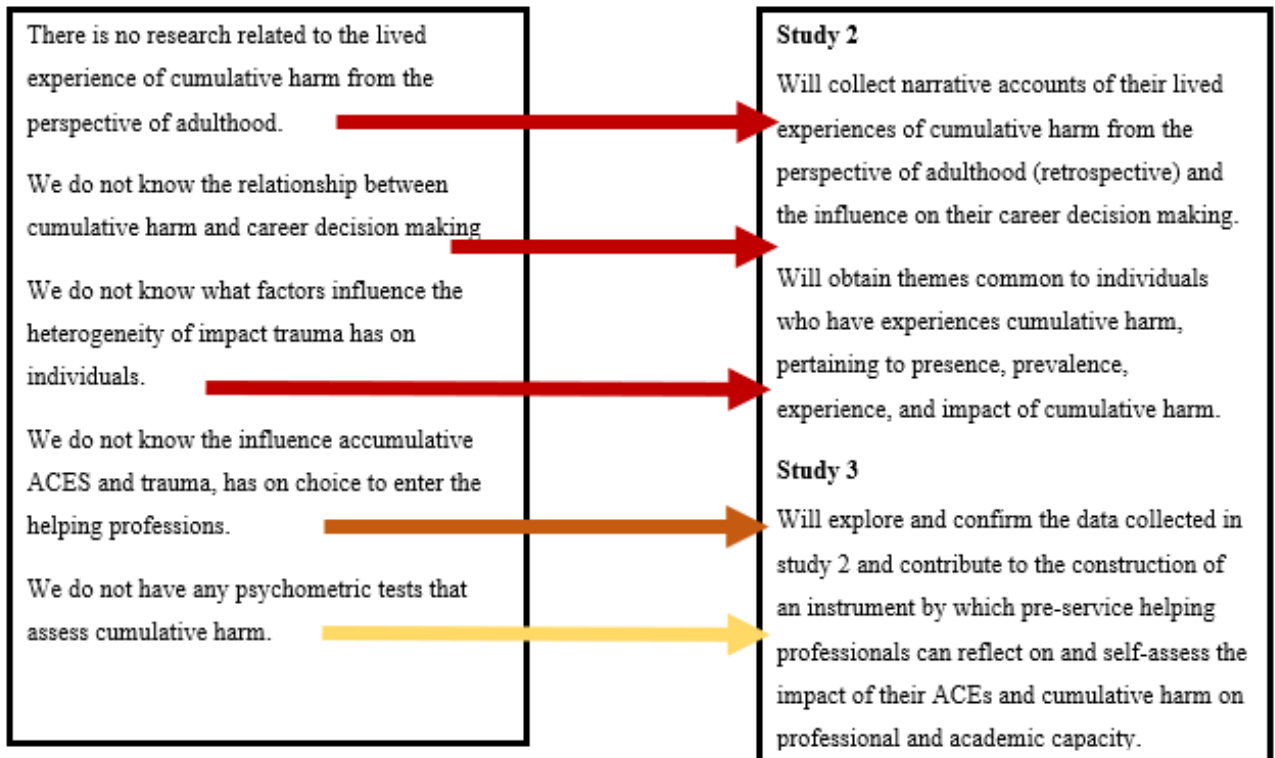 There is no research related to the lived
experience of cumulative harm from the
perspective of adulthood.
We do not know the relationship between
cumulative harm and career decision making
We do not know what factors influence the
heterogeneity of impact trauma has on
individuals.
We do not know the influence accumulative
ACES and trauma, has on choice to enter the
helping professions.
We do not have any psychometric tests that
assess cumulative harm.
Study 2
Will collect narrative accounts of their lived
experiences of cumulative harm from the
perspective of adulthood (retrospective) and
the influence on their career decision making.
Will obtain themes common to individuals
who have experiences cumulative harm,
pertaining to presence, prevalence,
experience, and impact of cumulative harm.
Study 3
Will explore and confirm the data collected in
study 2 and contribute to the construction of
an instrument by which pre-service helping
professionals can reflect on and self-assess the
impact of their ACEs and cumulative harm on
professional and academic capacity.